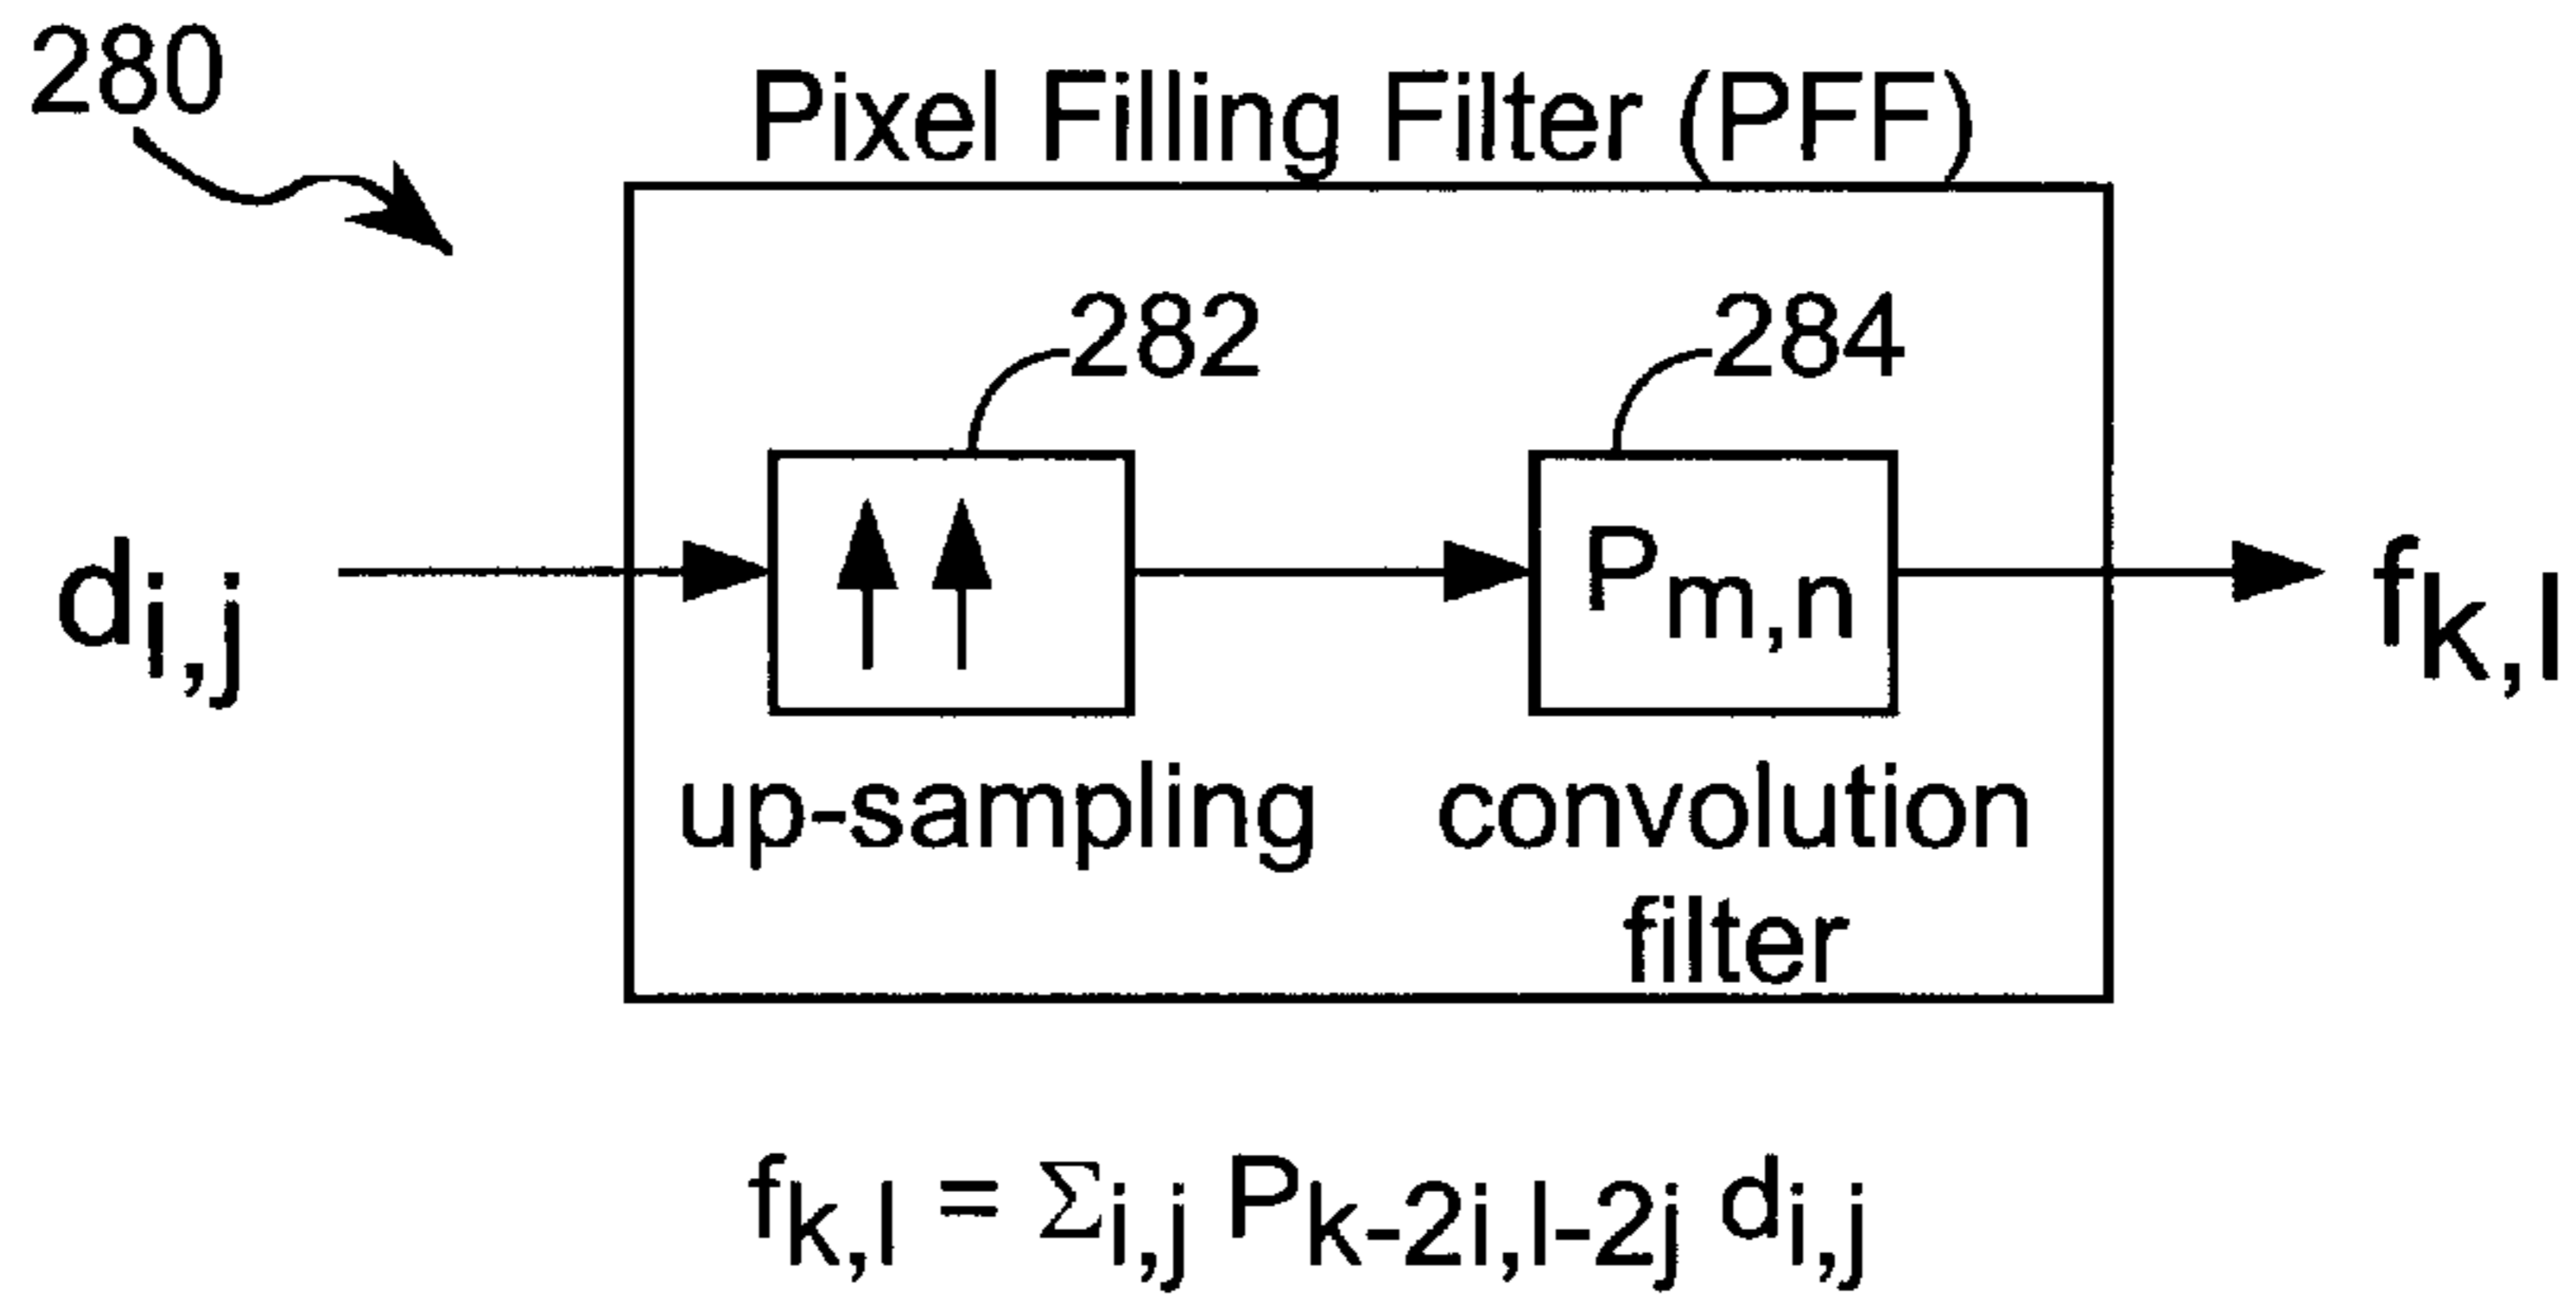 280
Pixel Filling Filter (PFF)
282
284
d_{i,j}
P_{m,n}
f_{k,l}
up-sampling
convolution
filter
f_{k,l} = Σ_{i,j} P_{k-2i,l-2j} d_{i,j}